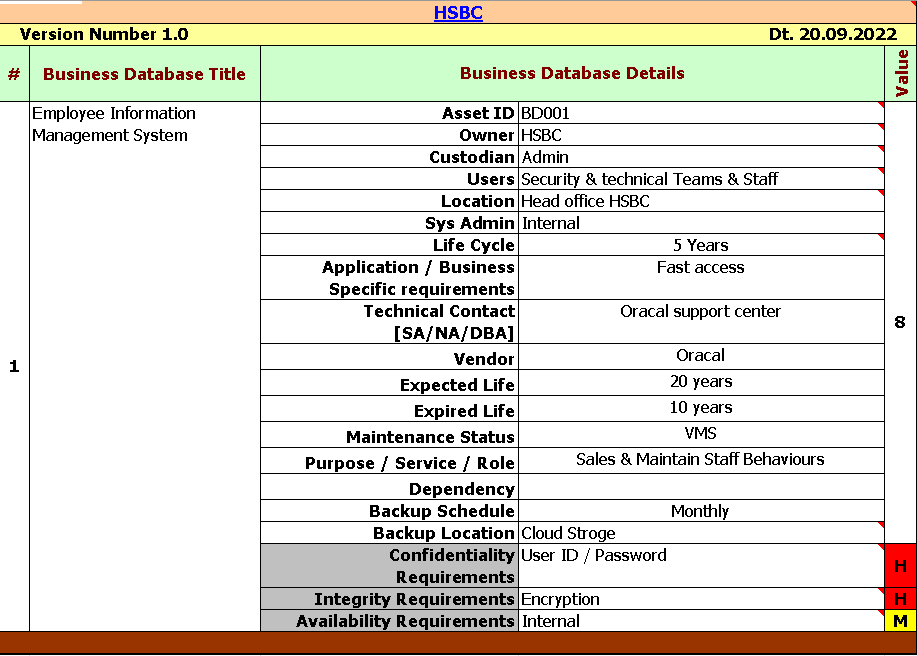 HSBC
Version Number 1.0 Dt. 20.09.2022
# Business Database Title Business Database Details Value
1 Employee Information
Management System
8
Asset ID BD001
Owner HSBC
Custodian Admin
Users Security & technical Teams & Staff
Location Head office HSBC
Sys Admin Internal
Life Cycle 5 Years
Application / Business Fast access
Specific requirements
Technical Contact Oracal support center
[SA/NA/DBA]
Vendor Oracal
Expected Life 20 years
Expired Life 10 years
Maintenance Status VMS
Purpose / Service / Role Sales & Maintain Staff Behaviours
Dependency
Backup Schedule Monthly
Backup Location Cloud Stroge
Confidentiality User ID / Password H
Requirements
Integrity Requirements Encryption H
Availability Requirements Internal M